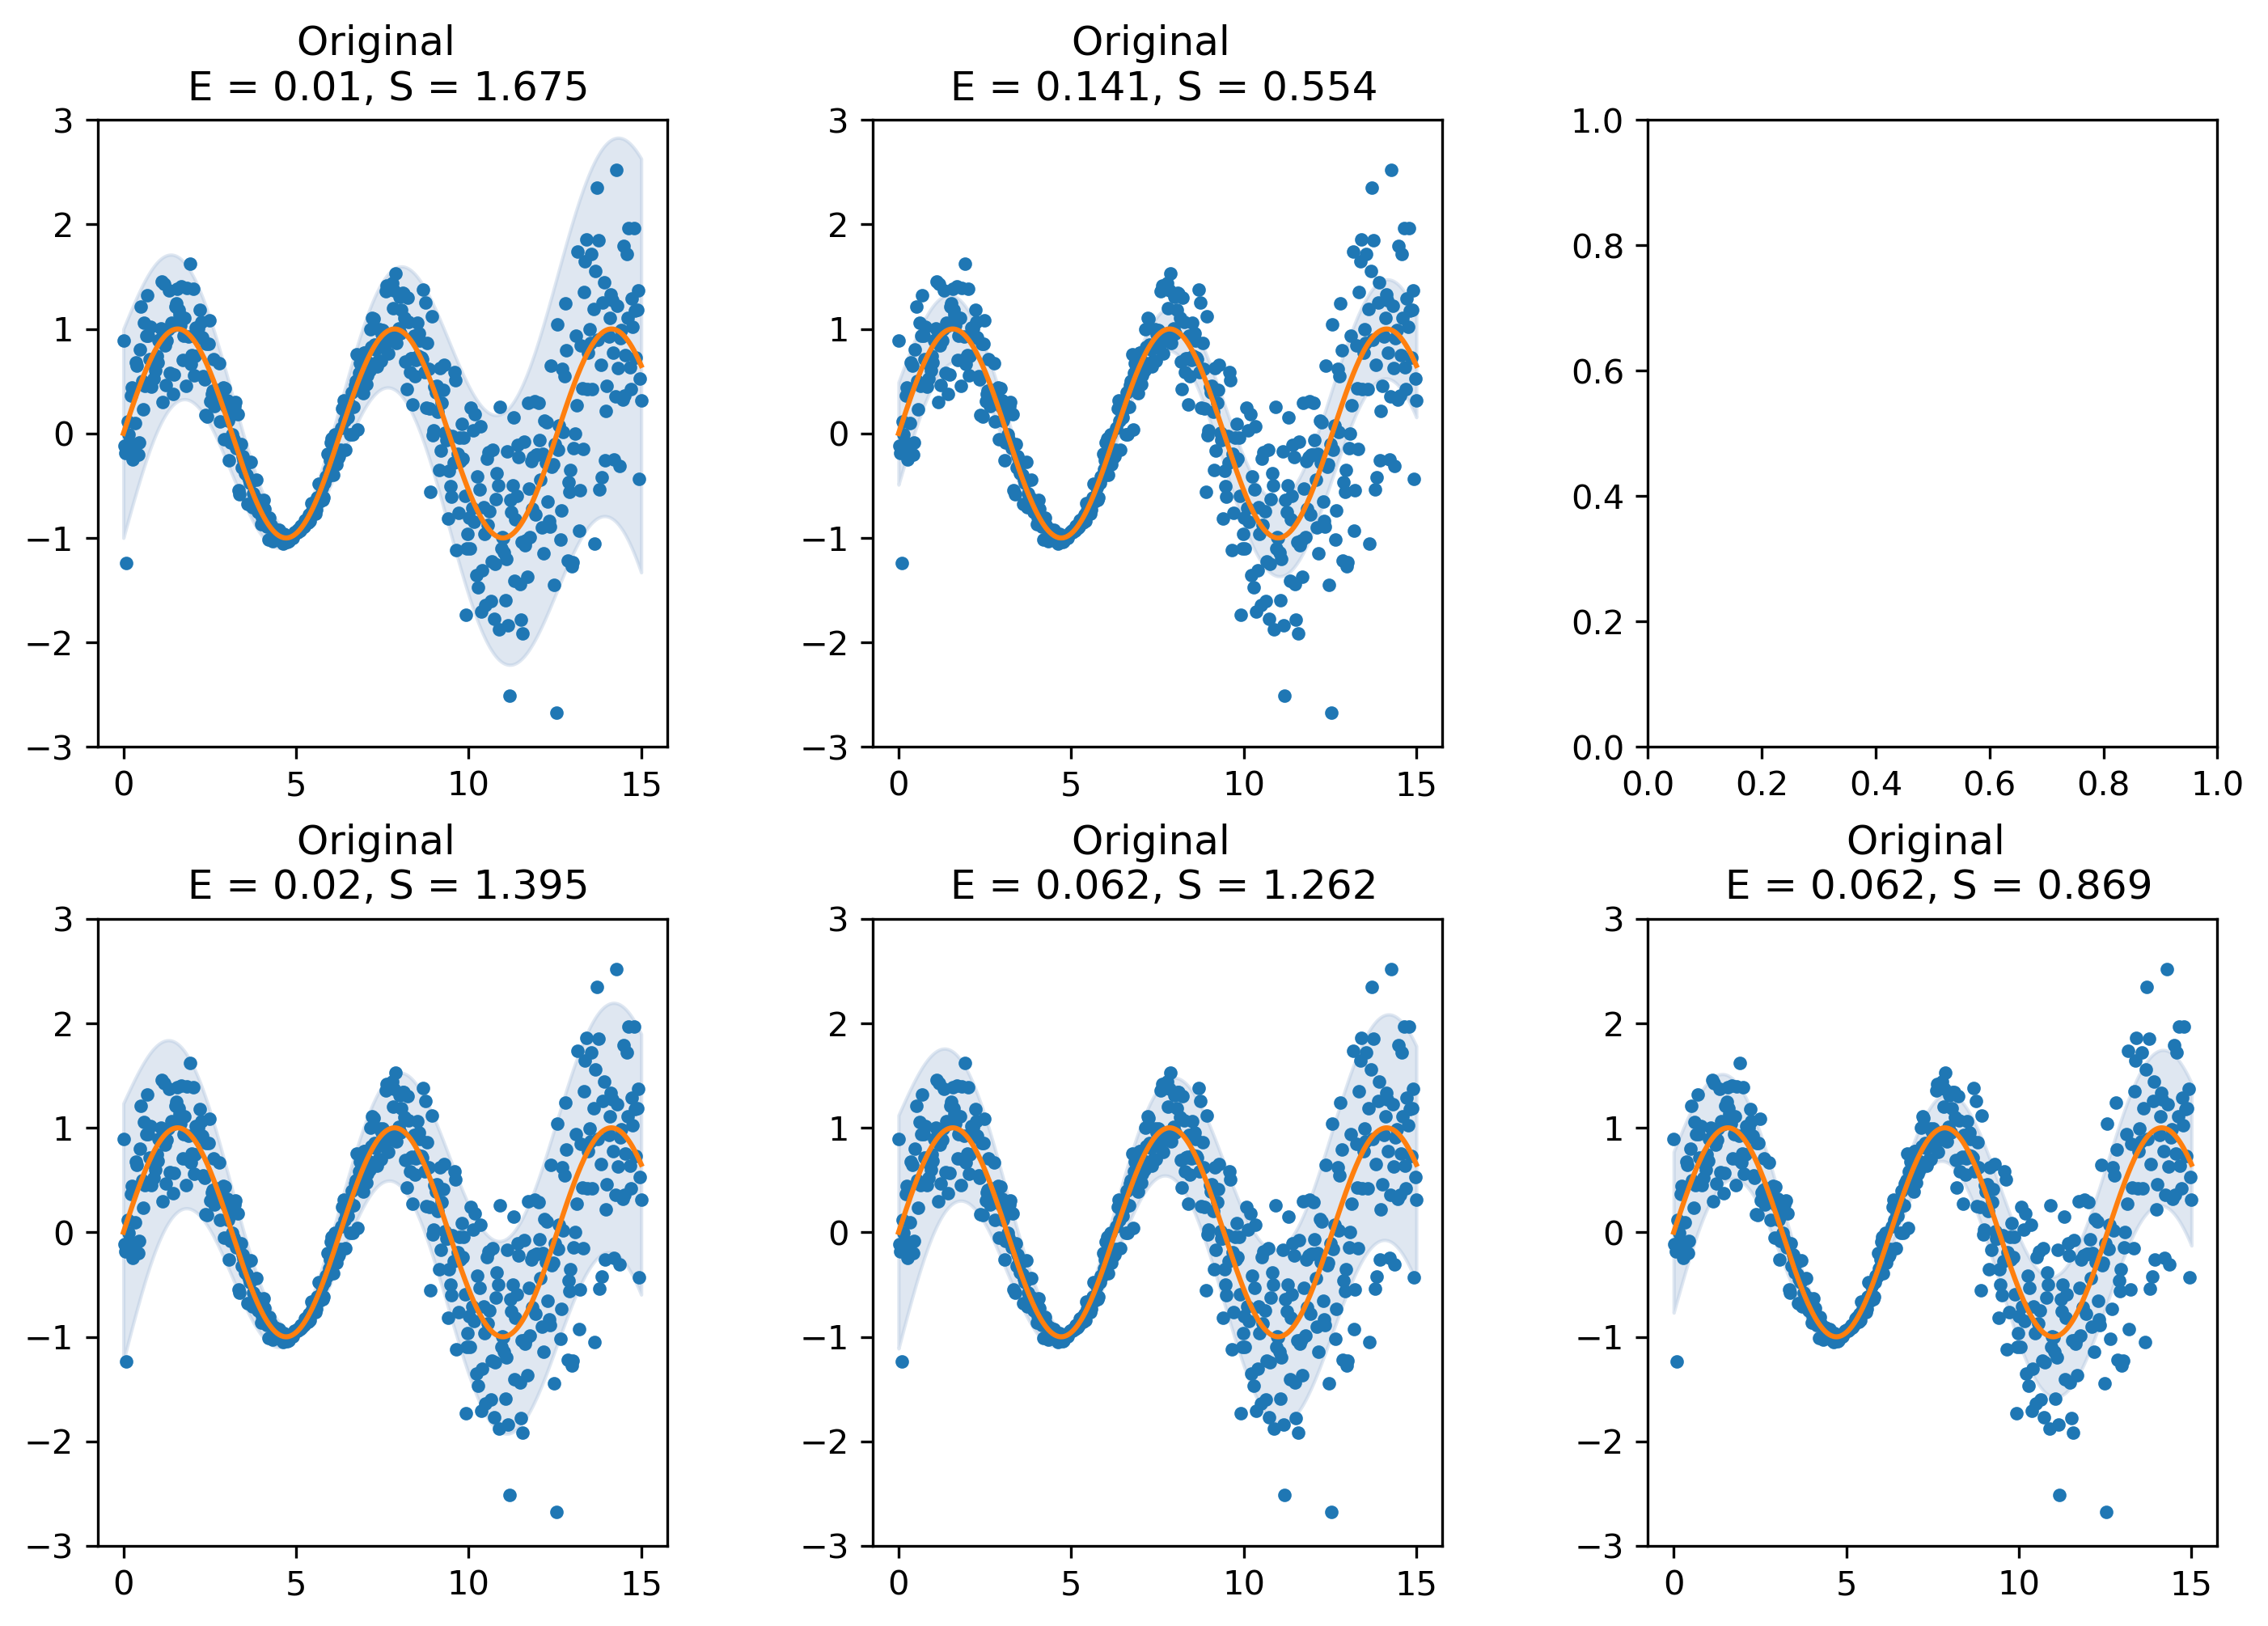 Original
E = 0.01, S = 1.675
3
2
1
0
−1
−2
−3
0 5 10 15
Original
E = 0.141, S = 0.554
3
2
1
0
−1
−2
−3
0 5 10 15
1.0
0.8
0.6
0.4
0.2
0.0
0.0 0.2 0.4 0.6 0.8 1.0
Original
E = 0.02, S = 1.395
3
2
1
0
−1
−2
−3
0 5 10 15
Original
E = 0.062, S = 1.262
3
2
1
0
−1
−2
−3
0 5 10 15
Original
E = 0.062, S = 0.869
3
2
1
0
−1
−2
−3
0 5 10 15